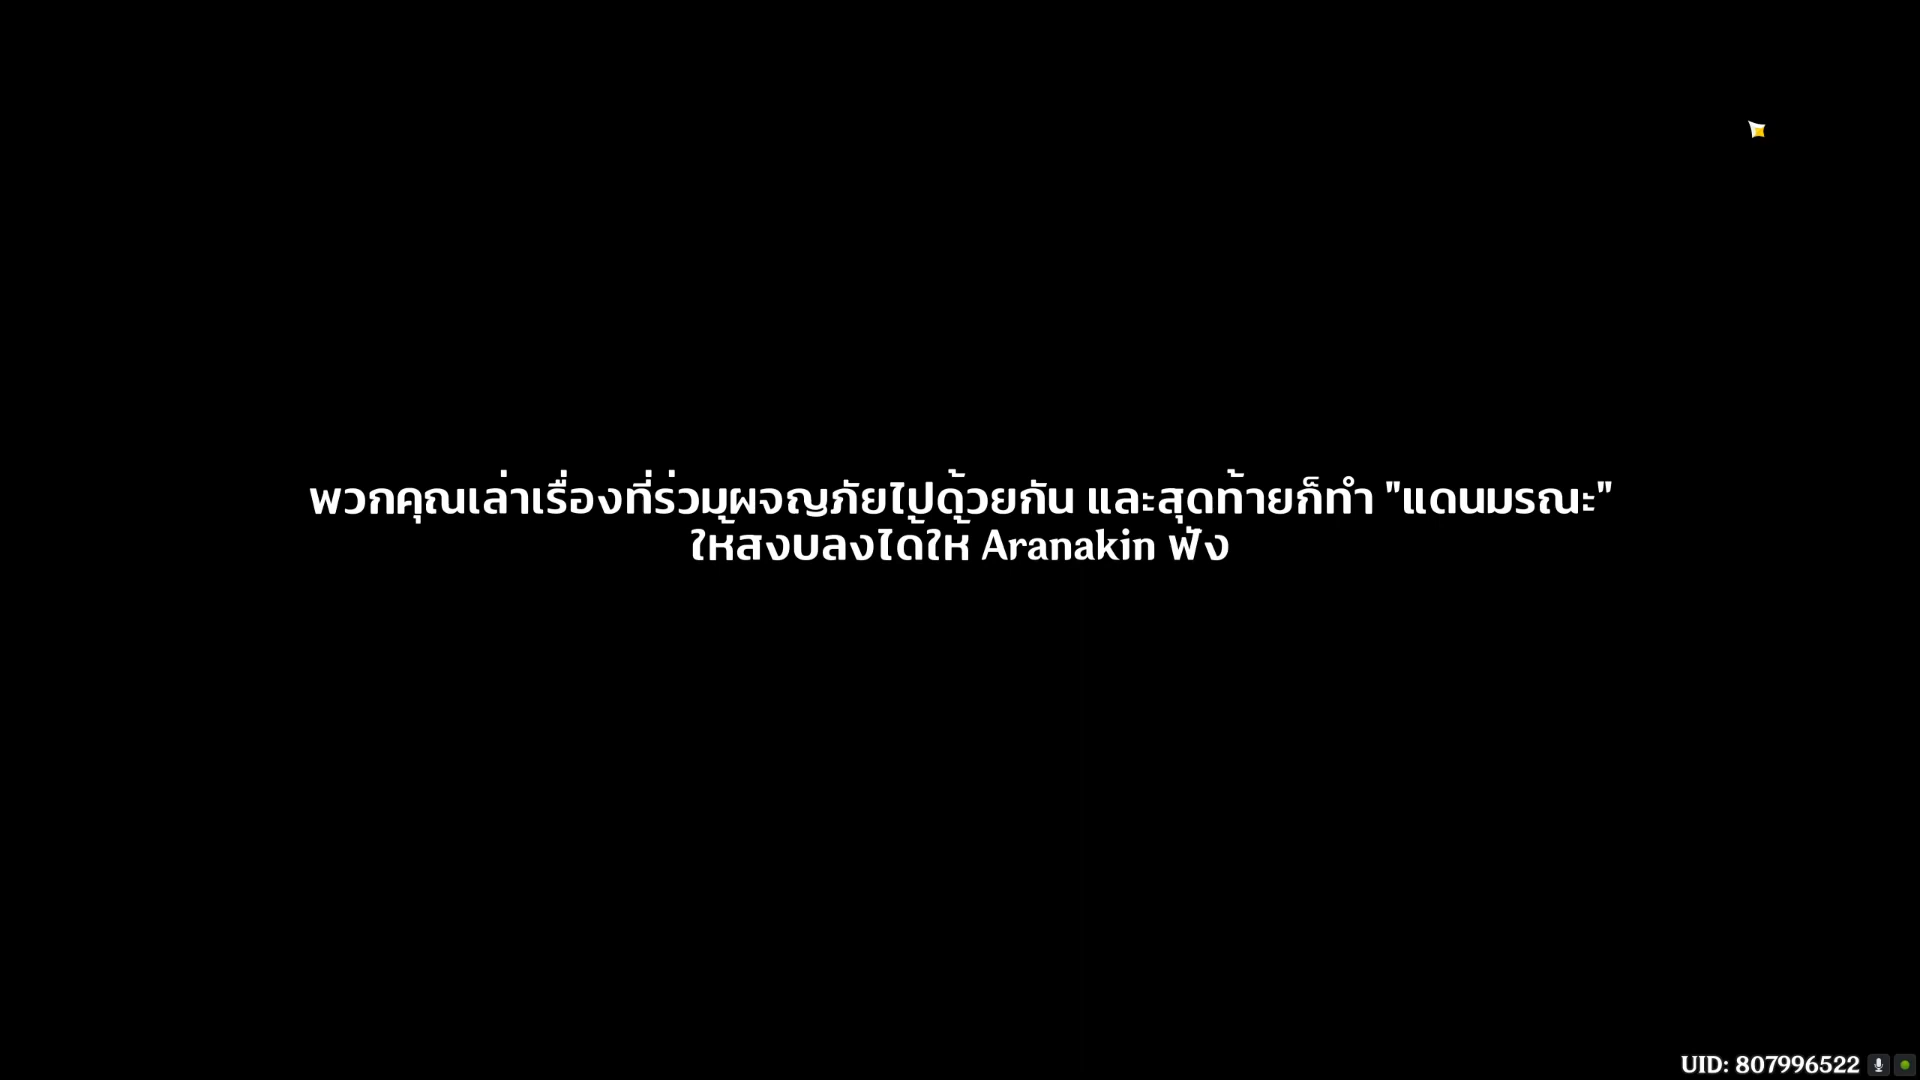 พวกคุณเล่าเรื่องที่ร่วมผจญภัยไปด้วยกัน และสุดท้ายก็ทำ "แดนมรณะ"
ให้สงบลงได้ให้ Aranakin ฟัง
UID: 807996522